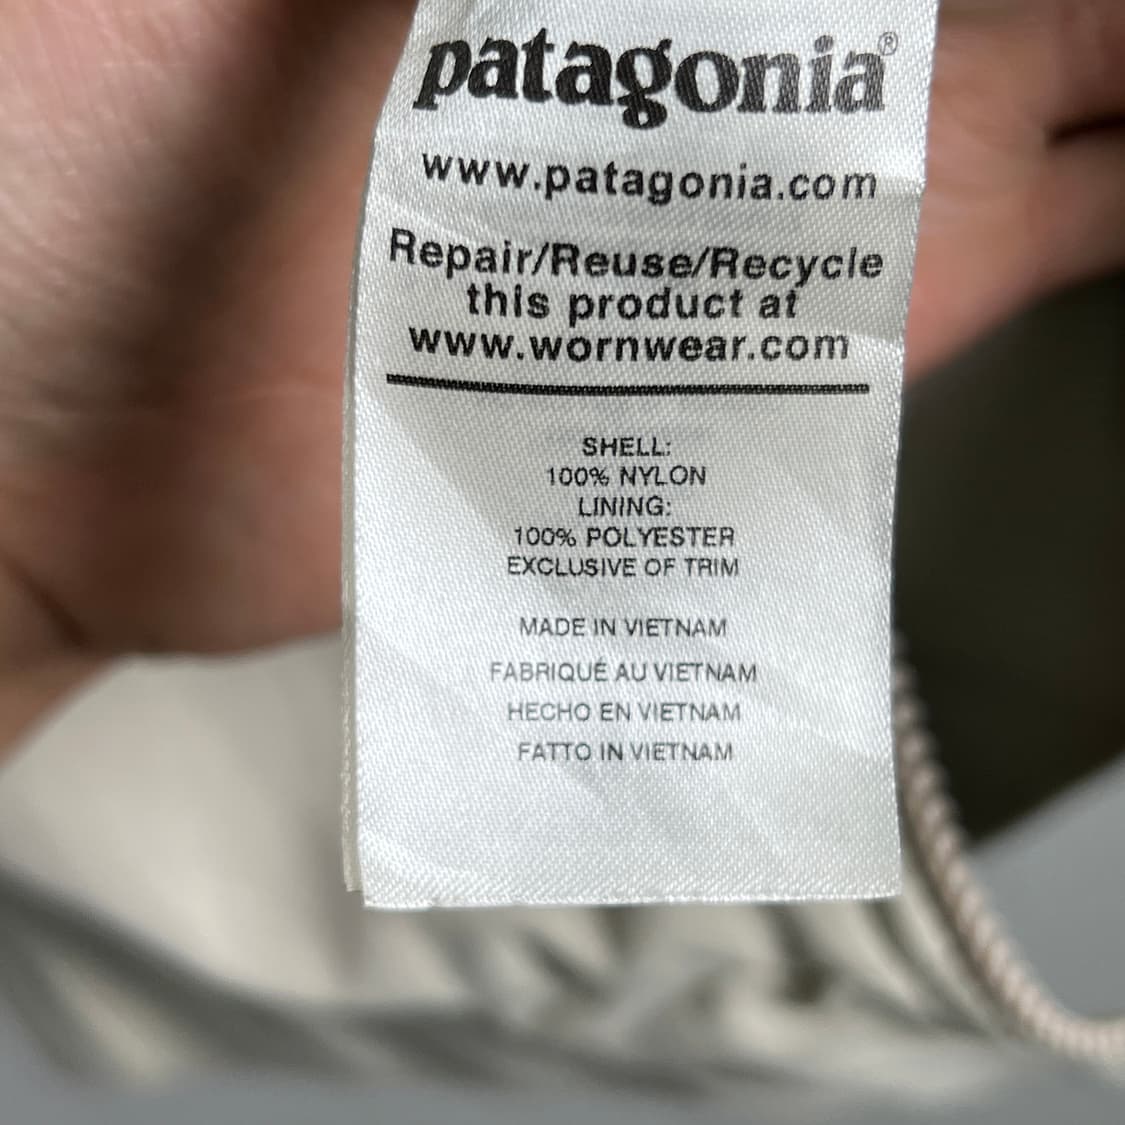 patagonia®
www.patagonia.com
Repair/Reuse/Recycle
this product at
www.wornwear.com
SHELL:
100% NYLON
LINING:
100% POLYESTER
EXCLUSIVE OF TRIM
MADE IN VIETNAM
FABRIQUÉ AU VIETNAM
HECHO EN VIETNAM
FATTO IN VIETNAM